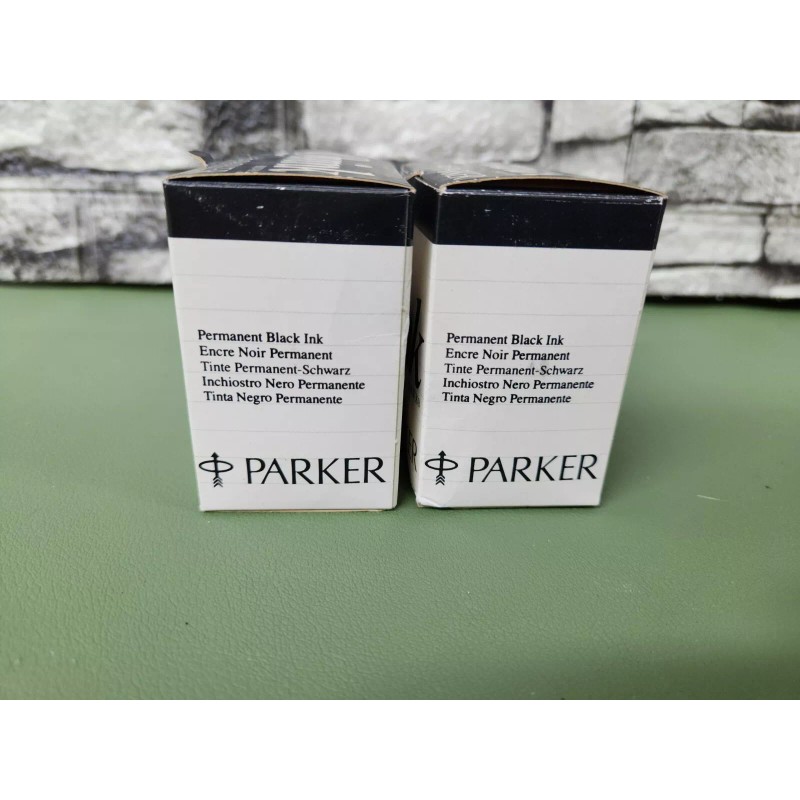 Permanent Black Ink
Encre Noir Permanent
Tinte Permanent-Schwarz
Inchiostro Nero Permanente
Tinta Negro Permanente
PARKER
Permanent Black Ink
Encre Noir Permanent
Tinte Permanent-Schwarz
Inchiostro Nero Permanente
Tinta Negro Permanente
PARKER